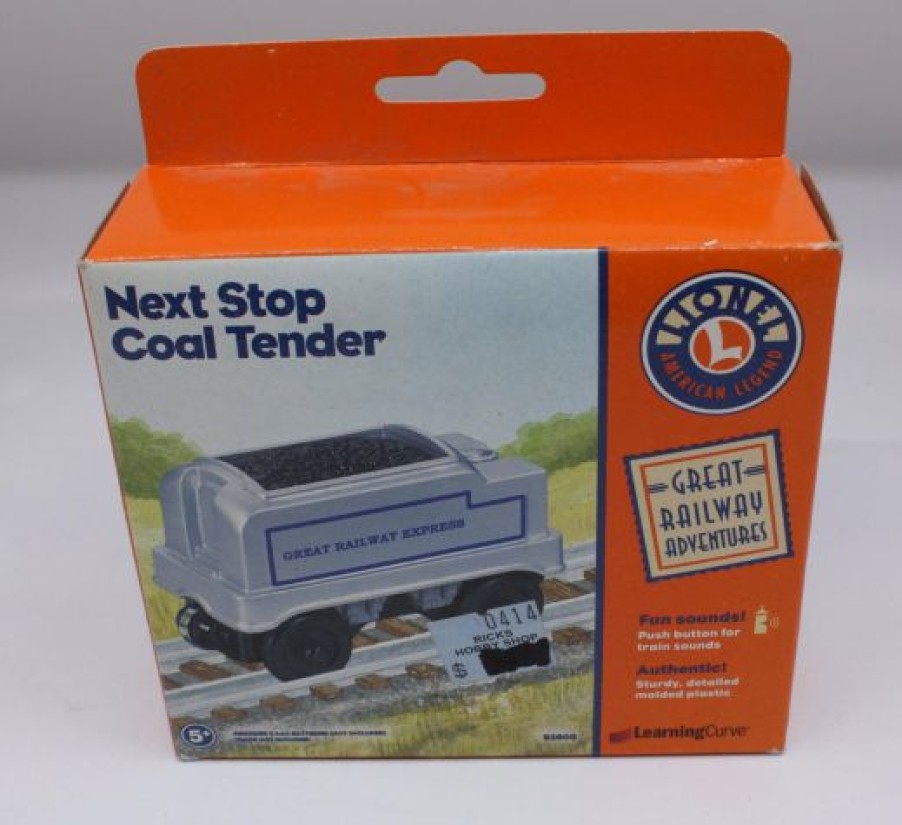 Next Stop
Coal Tender
LIONEL
L
AMERICAN LEGEND
GREAT
RAILWAY
ADVENTURES
GREAT RAILWAY EXPRESS
Fun sounds!
Push button for
train sounds
Authentic!
Sturdy, detailed
molded plastic
0414
RICKS
HOBBY SHOP
$
5+
LearningCurve